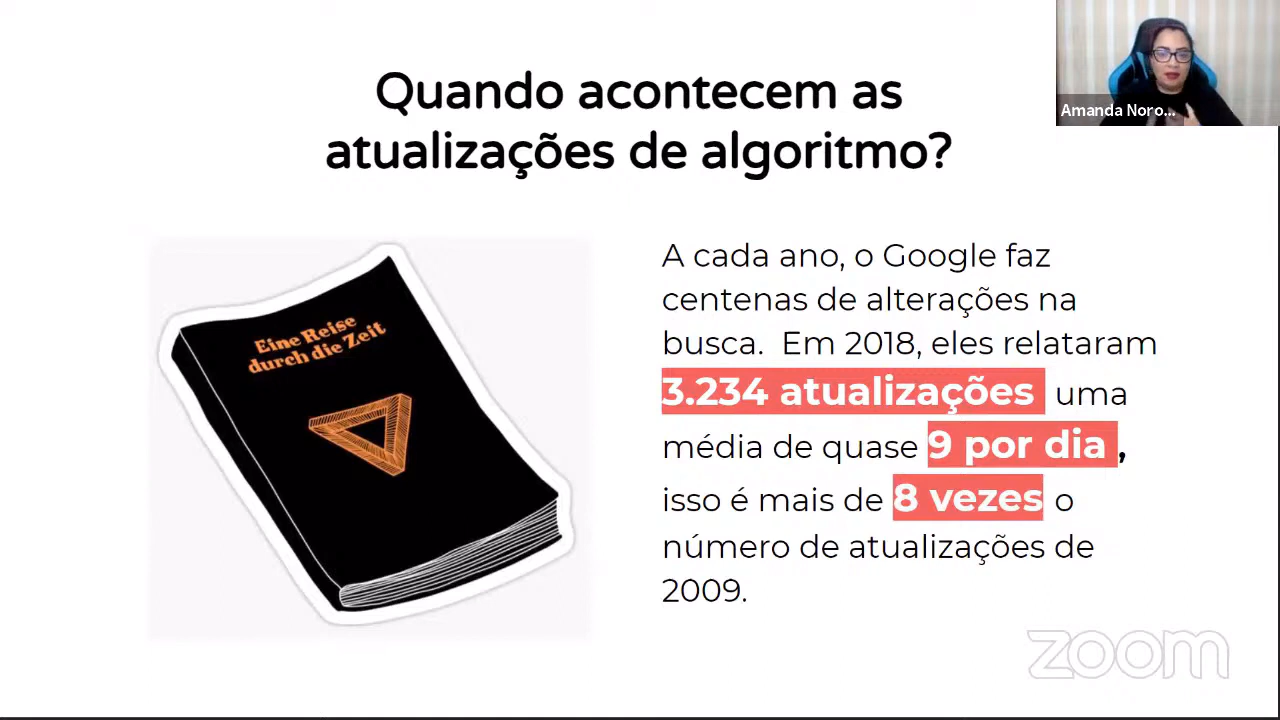 Quando acontecem as
atualizações de algoritmo?
Amanda Noro...
Eine Reise
durch die Zeit
A cada ano, o Google faz
centenas de alterações na
busca. Em 2018, eles relataram
3.234 atualizações uma
média de quase 9 por dia ,
isso é mais de 8 vezes o
número de atualizações de
2009.
zoom